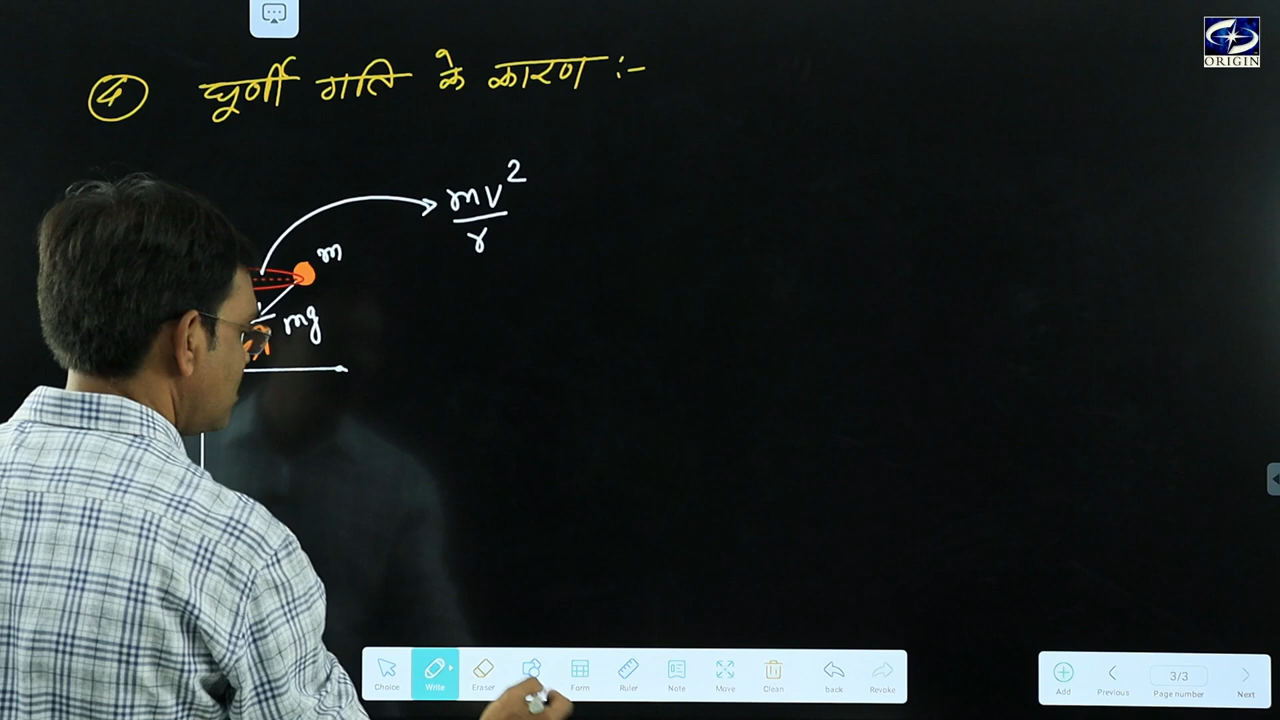 ④ घूर्णी गति के कारण :-
mv²
r
m
mg
ORIGIN
Choice
Write
Eraser
Form
Ruler
Note
Move
Clean
back
Revoke
Add
Previous
3/3
Page number
Next